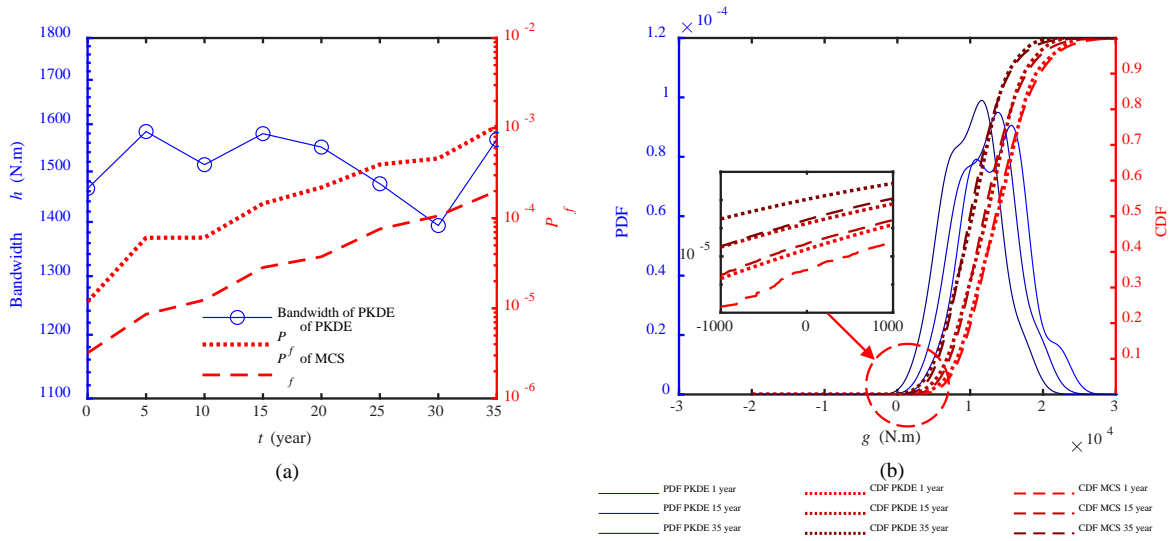 1800
1700
1600
1500
1400
1300
1200
1100
Bandwidth h (N.m)
10^-2
10^-3
10^-4
10^-5
10^-6
P_f
Bandwidth of PKDE
of PKDE
P
f
P of MCS
f
0 5 10 15 20 25 30 35
t (year)
(a)
× 10^-4
1.2
1
0.8
0.6
0.4
0.2
0
PDF
0.9
0.8
0.7
0.6
0.5
0.4
0.3
0.2
0.1
CDF
10^-5
-1000 0 1000
-3 -2 -1 0 1 2 3
g (N.m)
× 10^4
(b)
PDF PKDE 1 year CDF PKDE 1 year CDF MCS 1 year
PDF PKDE 15 year CDF PKDE 15 year CDF MCS 15 year
PDF PKDE 35 year CDF PKDE 35 year CDF MCS 35 year